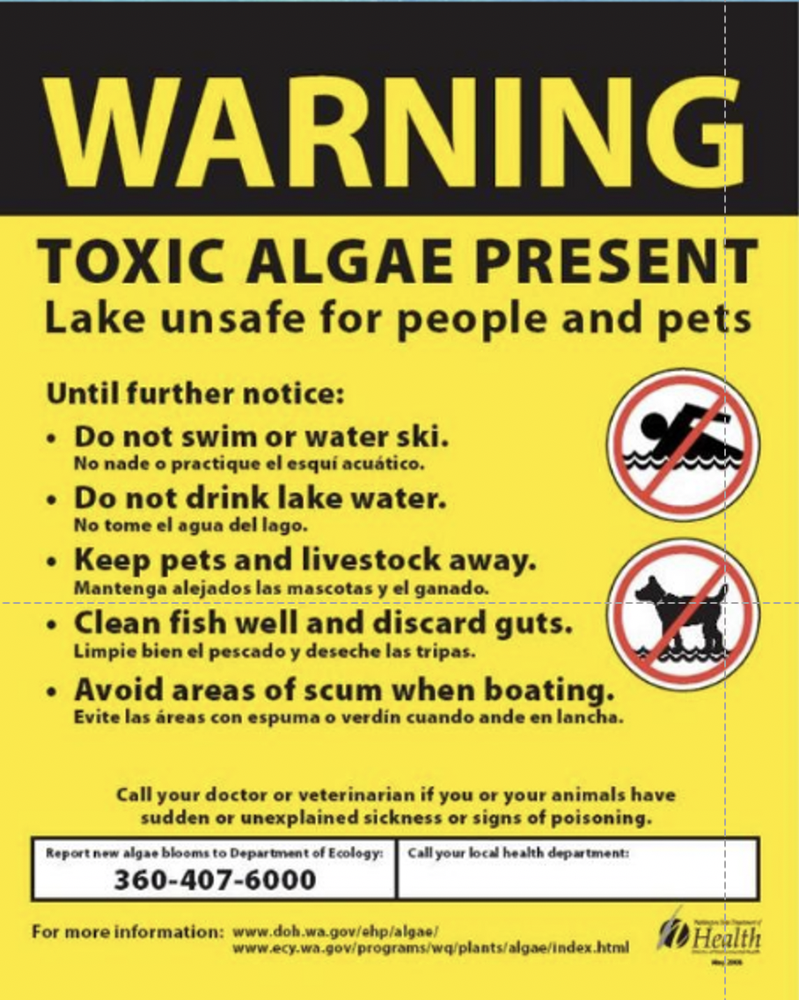 WARNING
TOXIC ALGAE PRESENT
Lake unsafe for people and pets
Until further notice:
• Do not swim or water ski.
No nade o practique el esquí acuático.
• Do not drink lake water.
No tome el agua del lago.
• Keep pets and livestock away.
Mantenga alejados las mascotas y el ganado.
• Clean fish well and discard guts.
Limpie bien el pescado y deseche las tripas.
• Avoid areas of scum when boating.
Evite las áreas con espuma o verdín cuando ande en lancha.
Call your doctor or veterinarian if you or your animals have
sudden or unexplained sickness or signs of poisoning.
Report new algae blooms to Department of Ecology:
360-407-6000
Call your local health department:
For more information: www.doh.wa.gov/ehp/algae/
www.ecy.wa.gov/programs/wq/plants/algae/index.html
Washington State Department of
Health